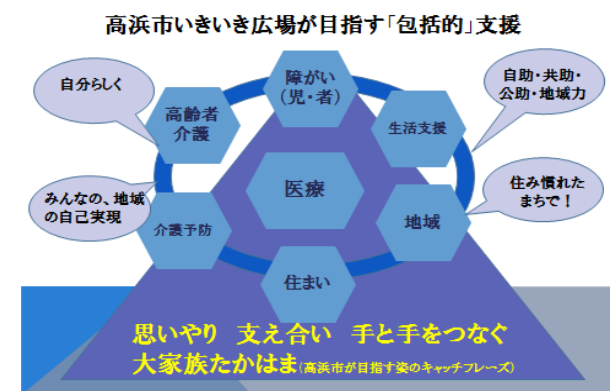 高浜市いきいき広場が目指す「包括的」支援
自分らしく
高齢者
介護
障がい
(児・者)
生活支援
自助・共助・
公助・地域力
みんなの、地域
の自己実現
介護予防
医療
地域
住み慣れた
まちで!
住まい
思いやり 支え合い 手と手をつなぐ
大家族たかはま(高浜市が目指す姿のキャッチフレーズ)